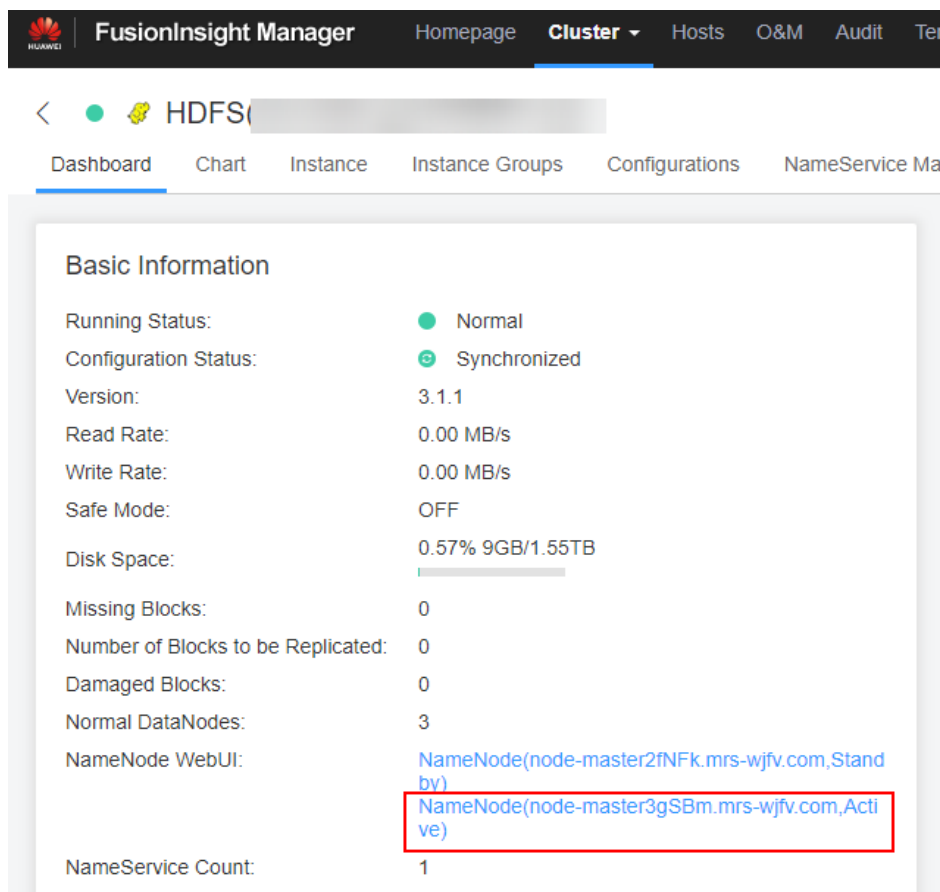 HUAWEI FusionInsight Manager Homepage Cluster Hosts O&M Audit
HDFS(
Dashboard Chart Instance Instance Groups Configurations NameService
Basic Information
Running Status: Normal
Configuration Status: Synchronized
Version: 3.1.1
Read Rate: 0.00 MB/s
Write Rate: 0.00 MB/s
Safe Mode: OFF
Disk Space: 0.57% 9GB/1.55TB
Missing Blocks: 0
Number of Blocks to be Replicated: 0
Damaged Blocks: 0
Normal DataNodes: 3
NameNode WebUI: NameNode(node-master2fNFk.mrs-wjfv.com,Stand
by)
NameNode(node-master3gSBm.mrs-wjfv.com,Acti
ve)
NameService Count: 1